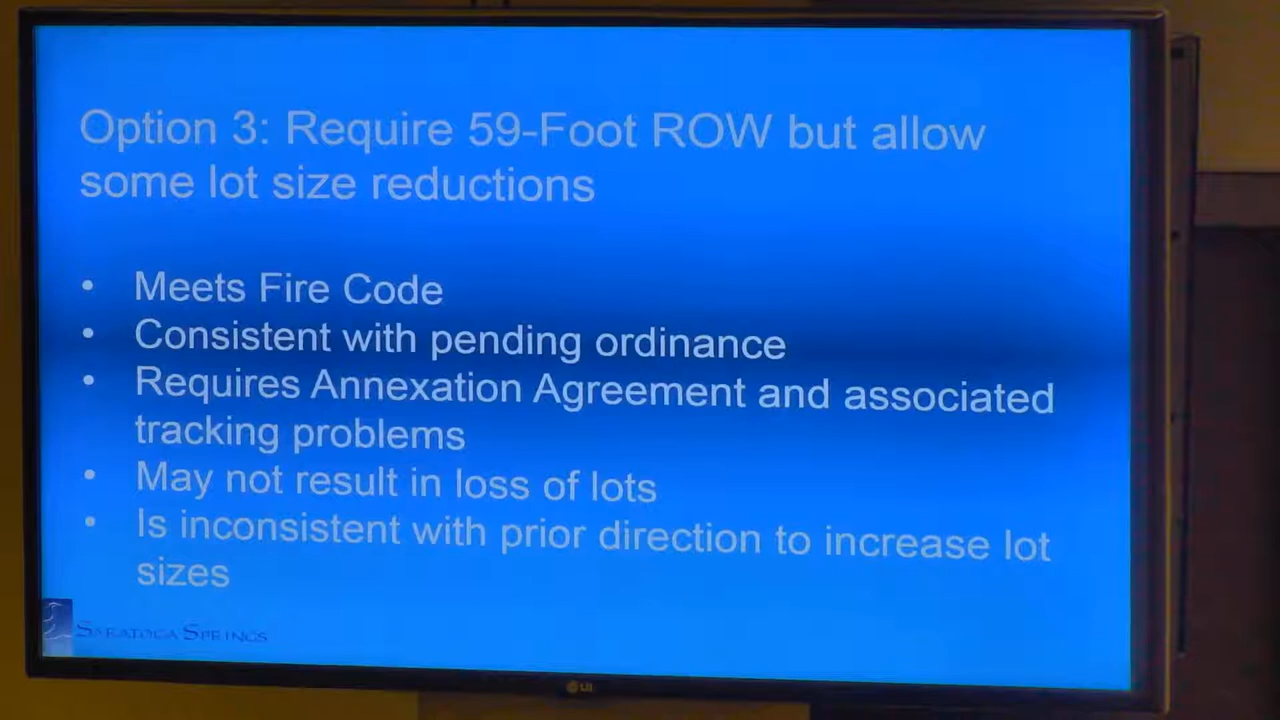 Option 3: Require 59-Foot ROW but allow
some lot size reductions
• Meets Fire Code
• Consistent with pending ordinance
• Requires Annexation Agreement and associated
tracking problems
• May not result in loss of lots
• Is inconsistent with prior direction to increase lot
sizes
SARATOGA SPRINGS
LG